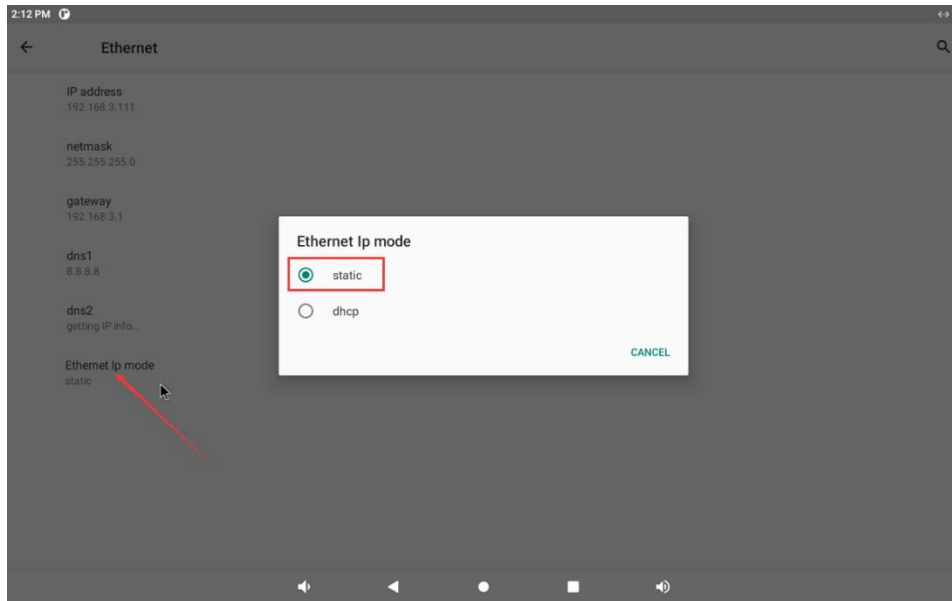 2:12 PM
Ethernet
IP address
192.168.3.111
netmask
255.255.255.0
gateway
192.168.3.1
dns1
8.8.8.8
dns2
getting IP info...
Ethernet Ip mode
static
Ethernet Ip mode
static
dhcp
CANCEL